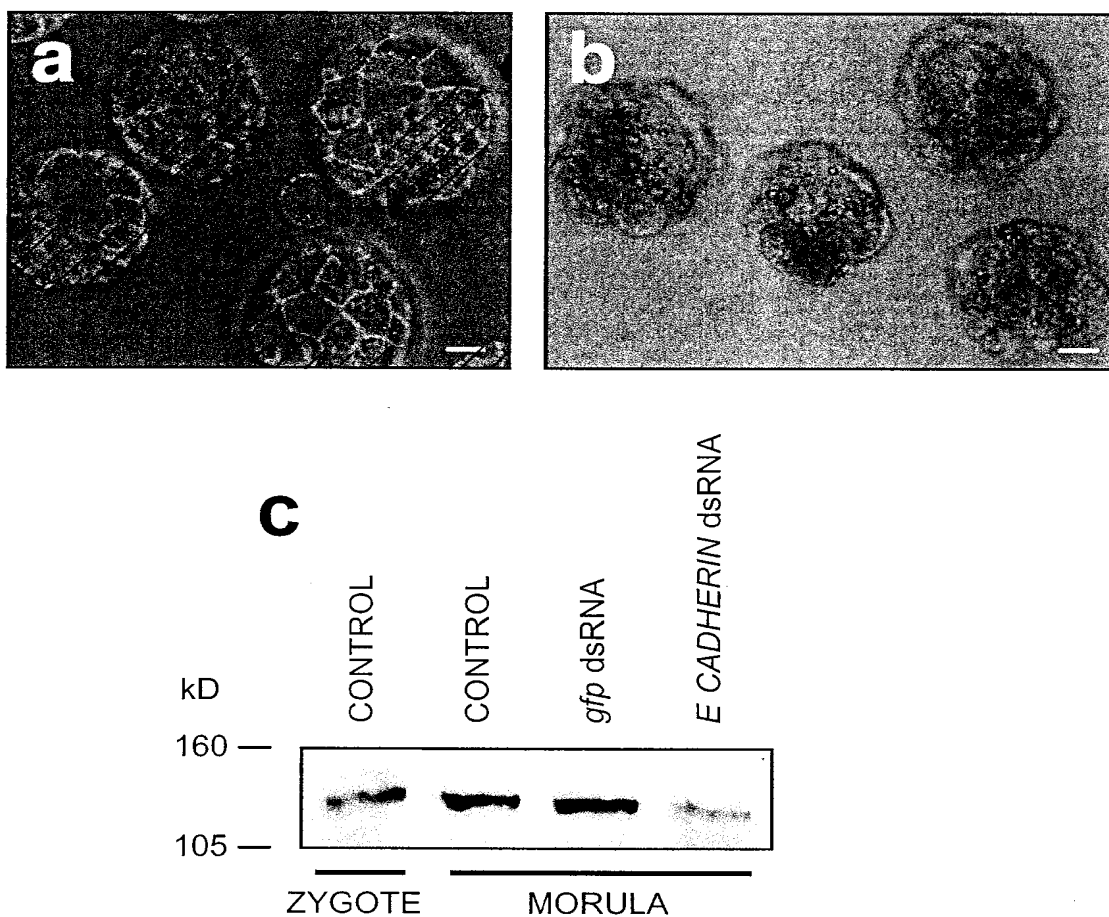 a
b
c
kD
CONTROL
CONTROL
gfp dsRNA
E CADHERIN dsRNA
160
105
ZYGOTE
MORULA